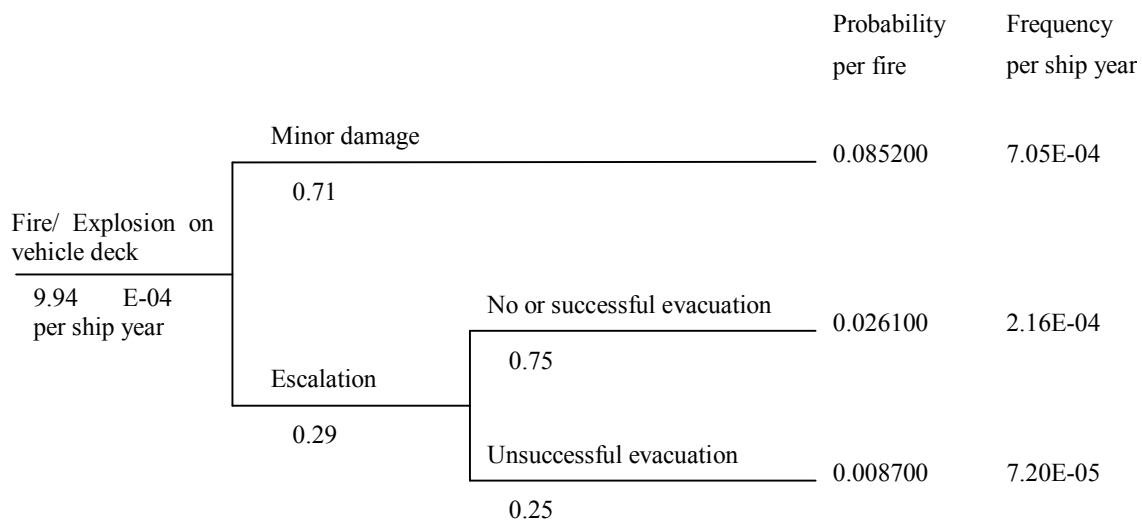 Probability Frequency
per fire per ship year
Minor damage
0.085200 7.05E-04
0.71
Fire/ Explosion on
vehicle deck
9.94 E-04
per ship year
No or successful evacuation
0.026100 2.16E-04
0.75
Escalation
0.29
Unsuccessful evacuation
0.008700 7.20E-05
0.25